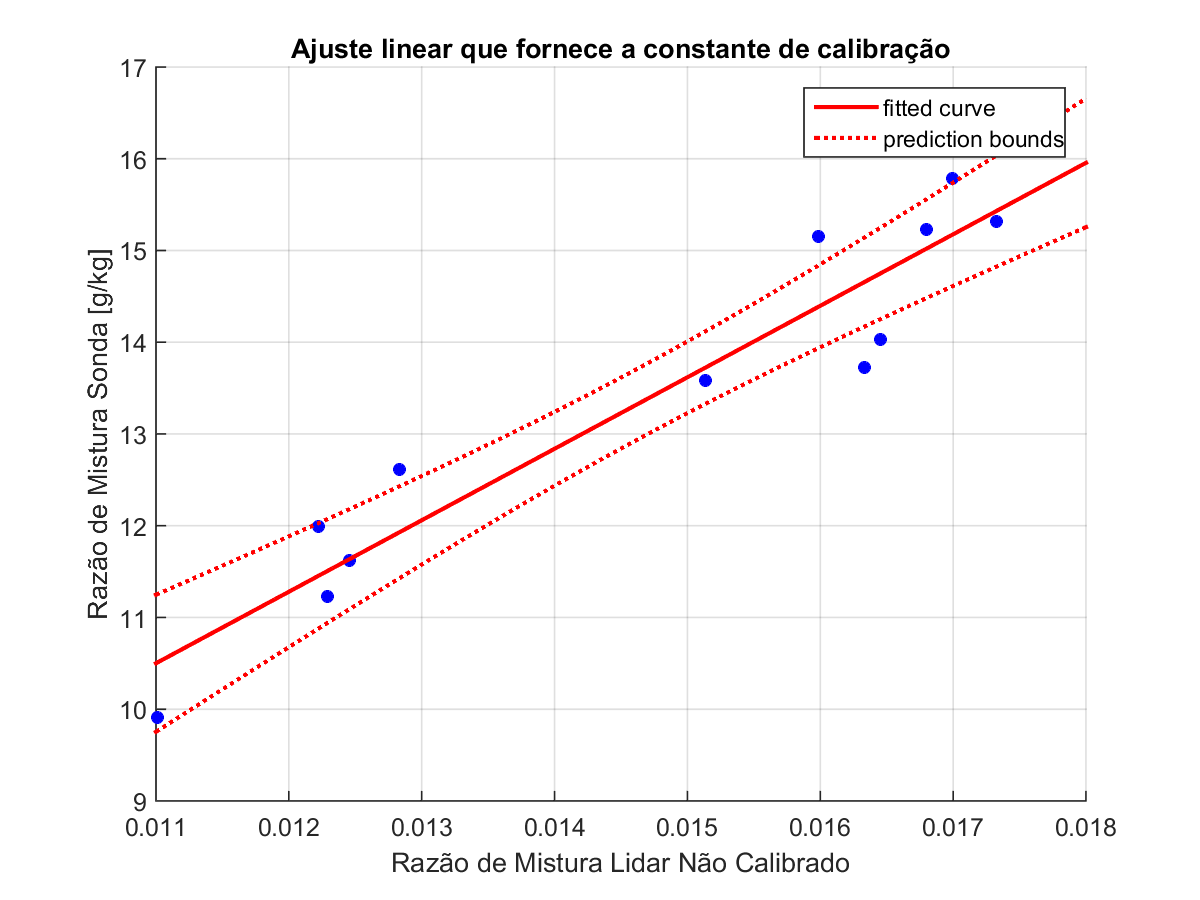 Ajuste linear que fornece a constante de calibração
fitted curve
prediction bounds
Razão de Mistura Sonda [g/kg]
17
16
15
14
13
12
11
10
9
0.011 0.012 0.013 0.014 0.015 0.016 0.017 0.018
Razão de Mistura Lidar Não Calibrado